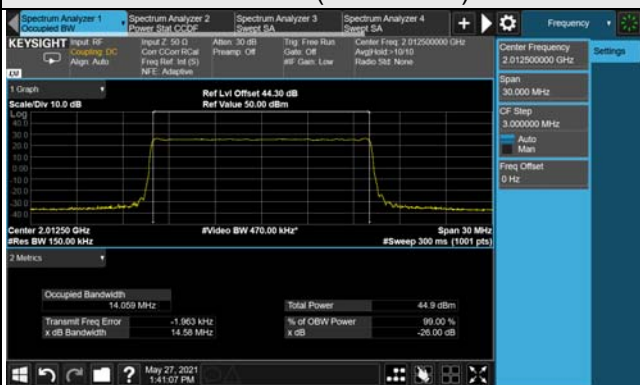 Spectrum Analyzer 1
Occupied BW
Spectrum Analyzer 2
Power Stat CCDF
Spectrum Analyzer 3
Swept SA
Spectrum Analyzer 4
Swept SA
Frequency
KEYSIGHT
Input: RF
Coupling: DC
Align: Auto
Input Z: 50 Ω
Corr CCorr RCal
Freq Ref: Int (S)
NFE: Adaptive
Atten: 30 dB
Preamp: Off
Trig: Free Run
Gate: Off
#IF Gain: Low
Center Freq: 2.012500000 GHz
Avg|Hold:>10/10
Radio Std: None
Center Frequency
2.012500000 GHz
Settings
Span
30.000 MHz
CF Step
3.000000 MHz
Auto
Man
Freq Offset
0 Hz
1 Graph
Scale/Div 10.0 dB
Ref Lvl Offset 44.30 dB
Ref Value 50.00 dBm
Log
40.0
30.0
20.0
10.0
0.00
-10.0
-20.0
-30.0
-40.0
Center 2.01250 GHz
#Res BW 150.00 kHz
#Video BW 470.00 kHz*
Span 30 MHz
#Sweep 300 ms (1001 pts)
2 Metrics
Occupied Bandwidth
14.059 MHz
Total Power 44.9 dBm
Transmit Freq Error -1.963 kHz
% of OBW Power 99.00 %
x dB Bandwidth 14.58 MHz
x dB -26.00 dB
May 27, 2021
1:41:07 PM